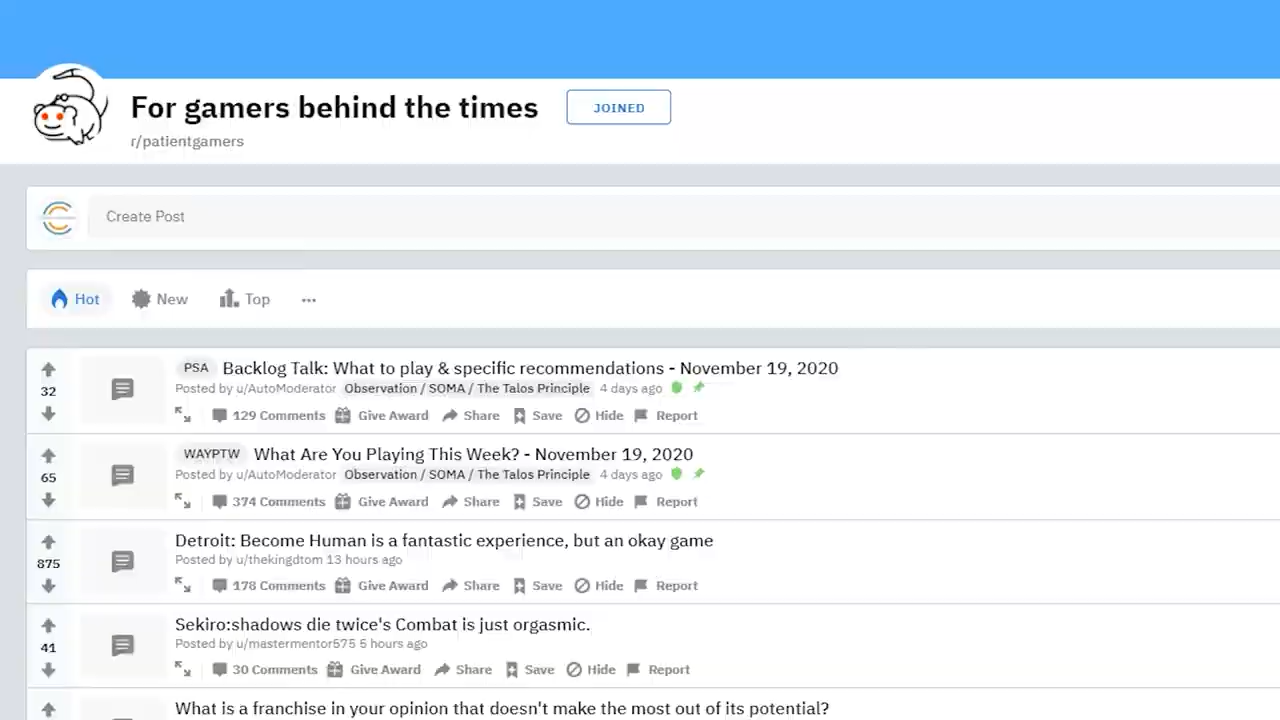 For gamers behind the times
JOINED
r/patientgamers
Create Post
Hot New Top ...
PSA Backlog Talk: What to play & specific recommendations - November 19, 2020
32
Posted by u/AutoModerator Observation / SOMA / The Talos Principle 4 days ago
129 Comments Give Award Share Save Hide Report
WAYPTW What Are You Playing This Week? - November 19, 2020
65
Posted by u/AutoModerator Observation / SOMA / The Talos Principle 4 days ago
374 Comments Give Award Share Save Hide Report
Detroit: Become Human is a fantastic experience, but an okay game
875
Posted by u/thekingdtom 13 hours ago
178 Comments Give Award Share Save Hide Report
Sekiro:shadows die twice's Combat is just orgasmic.
41
Posted by u/mastermentor575 5 hours ago
30 Comments Give Award Share Save Hide Report
What is a franchise in your opinion that doesn't make the most out of its potential?